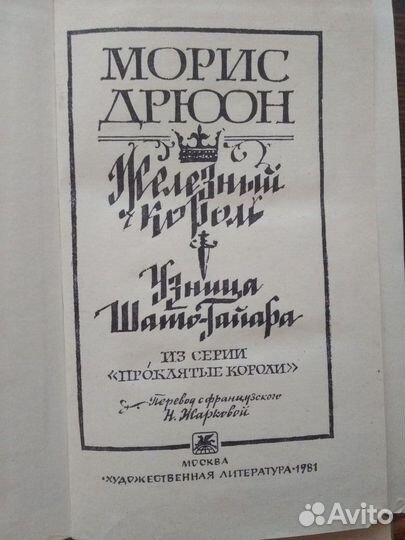 МОРИС
ДРЮОН
Железный
король
Узница
Шато-Гайара
ИЗ СЕРИИ
«ПРОКЛЯТЫЕ КОРОЛИ»
Перевод с французского
Н. Жарковой
МОСКВА
•ХУДОЖЕСТВЕННАЯ ЛИТЕРАТУРА•1981
Avito